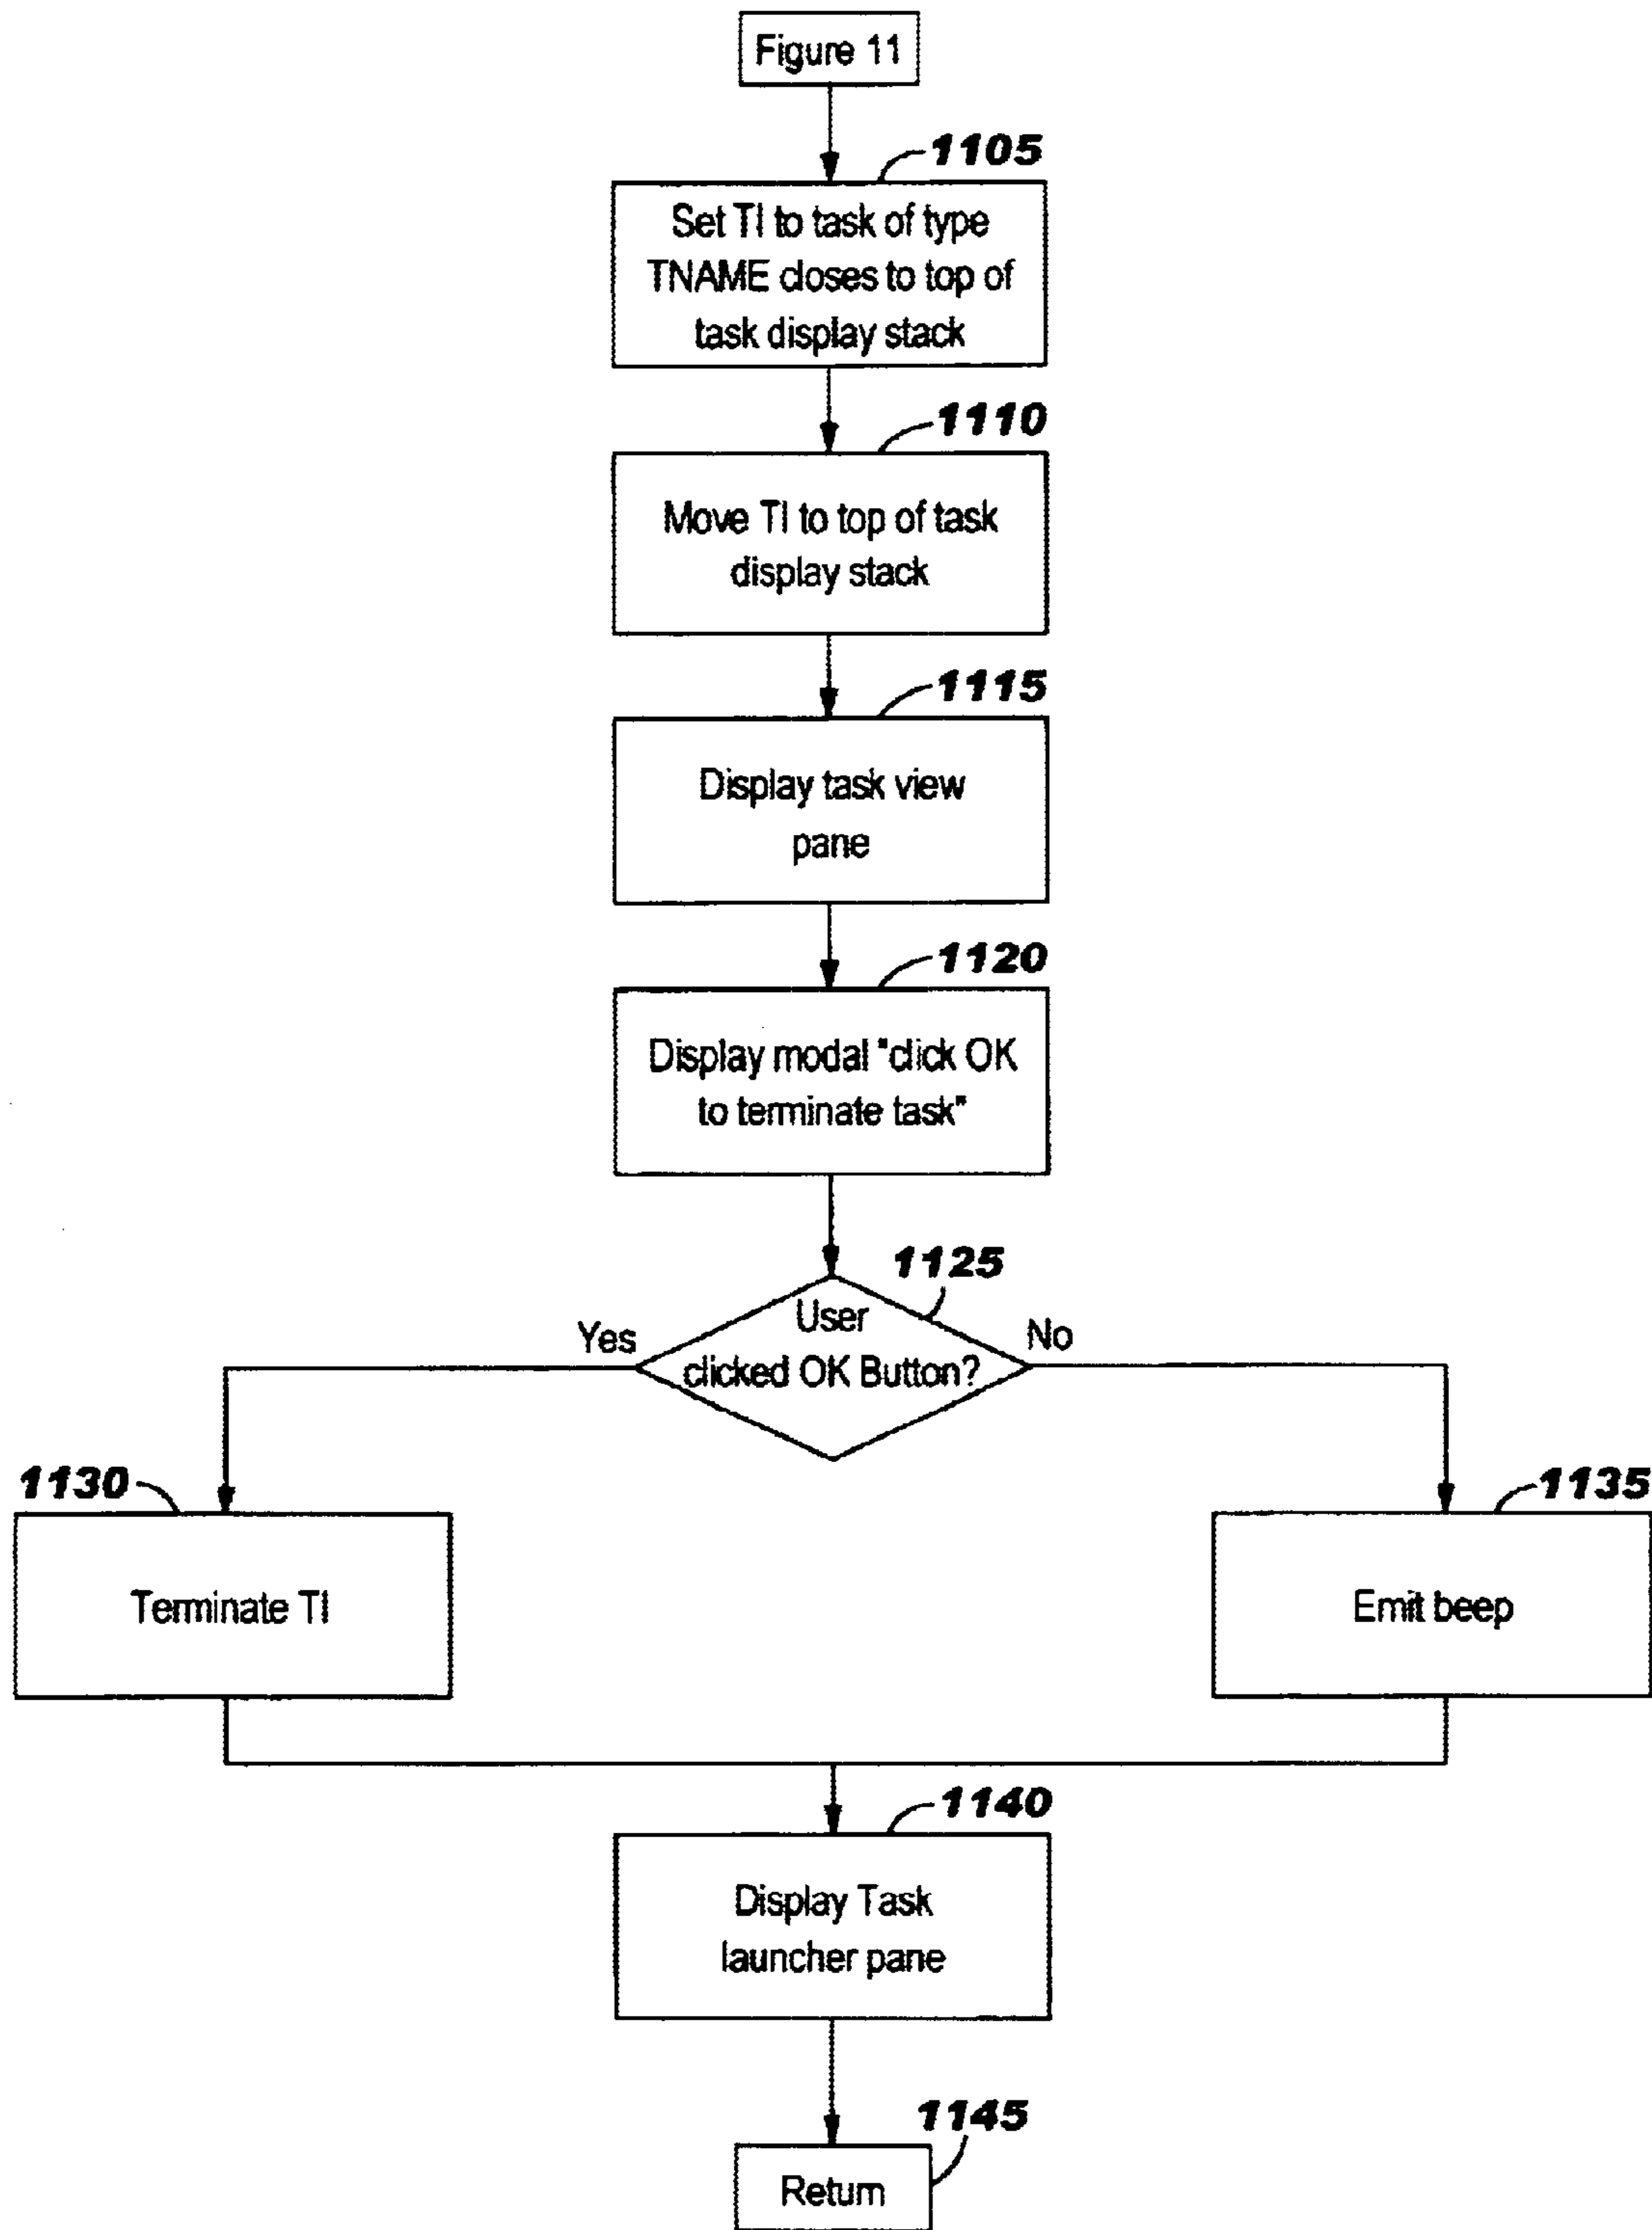 Figure 11
1105
Set TI to task of type
TNAME closes to top of
task display stack
1110
Move TI to top of task
display stack
1115
Display task view
pane
1120
Display modal "click OK
to terminate task"
1125
User
clicked OK Button?
Yes
No
1130
Terminate TI
1135
Emit beep
1140
Display Task
launcher pane
1145
Return